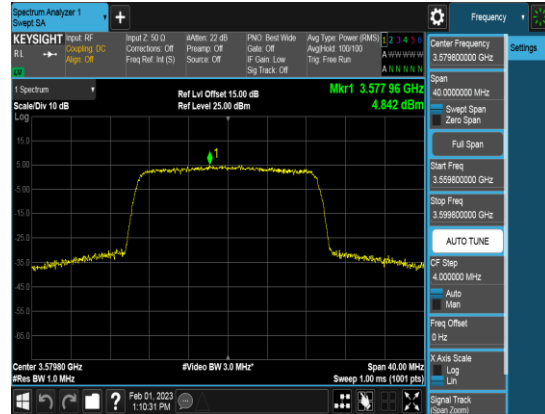 Spectrum Analyzer 1
Swept SA
+
Frequency
KEYSIGHT
RL
Input: RF
Coupling: DC
Align: Off
Input Z: 50 Ω
Corrections: Off
Freq Ref: Int (S)
#Atten: 22 dB
Preamp: Off
Source: Off
PNO: Best Wide
Gate: Off
IF Gain: Low
Sig Track: Off
Avg Type: Power (RMS)
Avg|Hold: 100/100
Trig: Free Run
1 2 3 4 5 6
A W W W W W
A N N N N N
1 Spectrum
Scale/Div 10 dB
Log
Ref Lvl Offset 15.00 dB
Ref Level 25.00 dBm
Mkr1 3.577 96 GHz
4.842 dBm
15.0
5.00
-5.00
-15.0
-25.0
-35.0
-45.0
-55.0
-65.0
1
Center 3.57980 GHz
#Res BW 1.0 MHz
#Video BW 3.0 MHz*
Span 40.00 MHz
Sweep 1.00 ms (1001 pts)
Feb 01, 2023
1:10:31 PM
?
Center Frequency
3.579800000 GHz
Settings
Span
40.0000000 MHz
Swept Span
Zero Span
Full Span
Start Freq
3.559800000 GHz
Stop Freq
3.599800000 GHz
AUTO TUNE
CF Step
4.000000 MHz
Auto
Man
Freq Offset
0 Hz
X Axis Scale
Log
Lin
Signal Track
(Span Zoom)